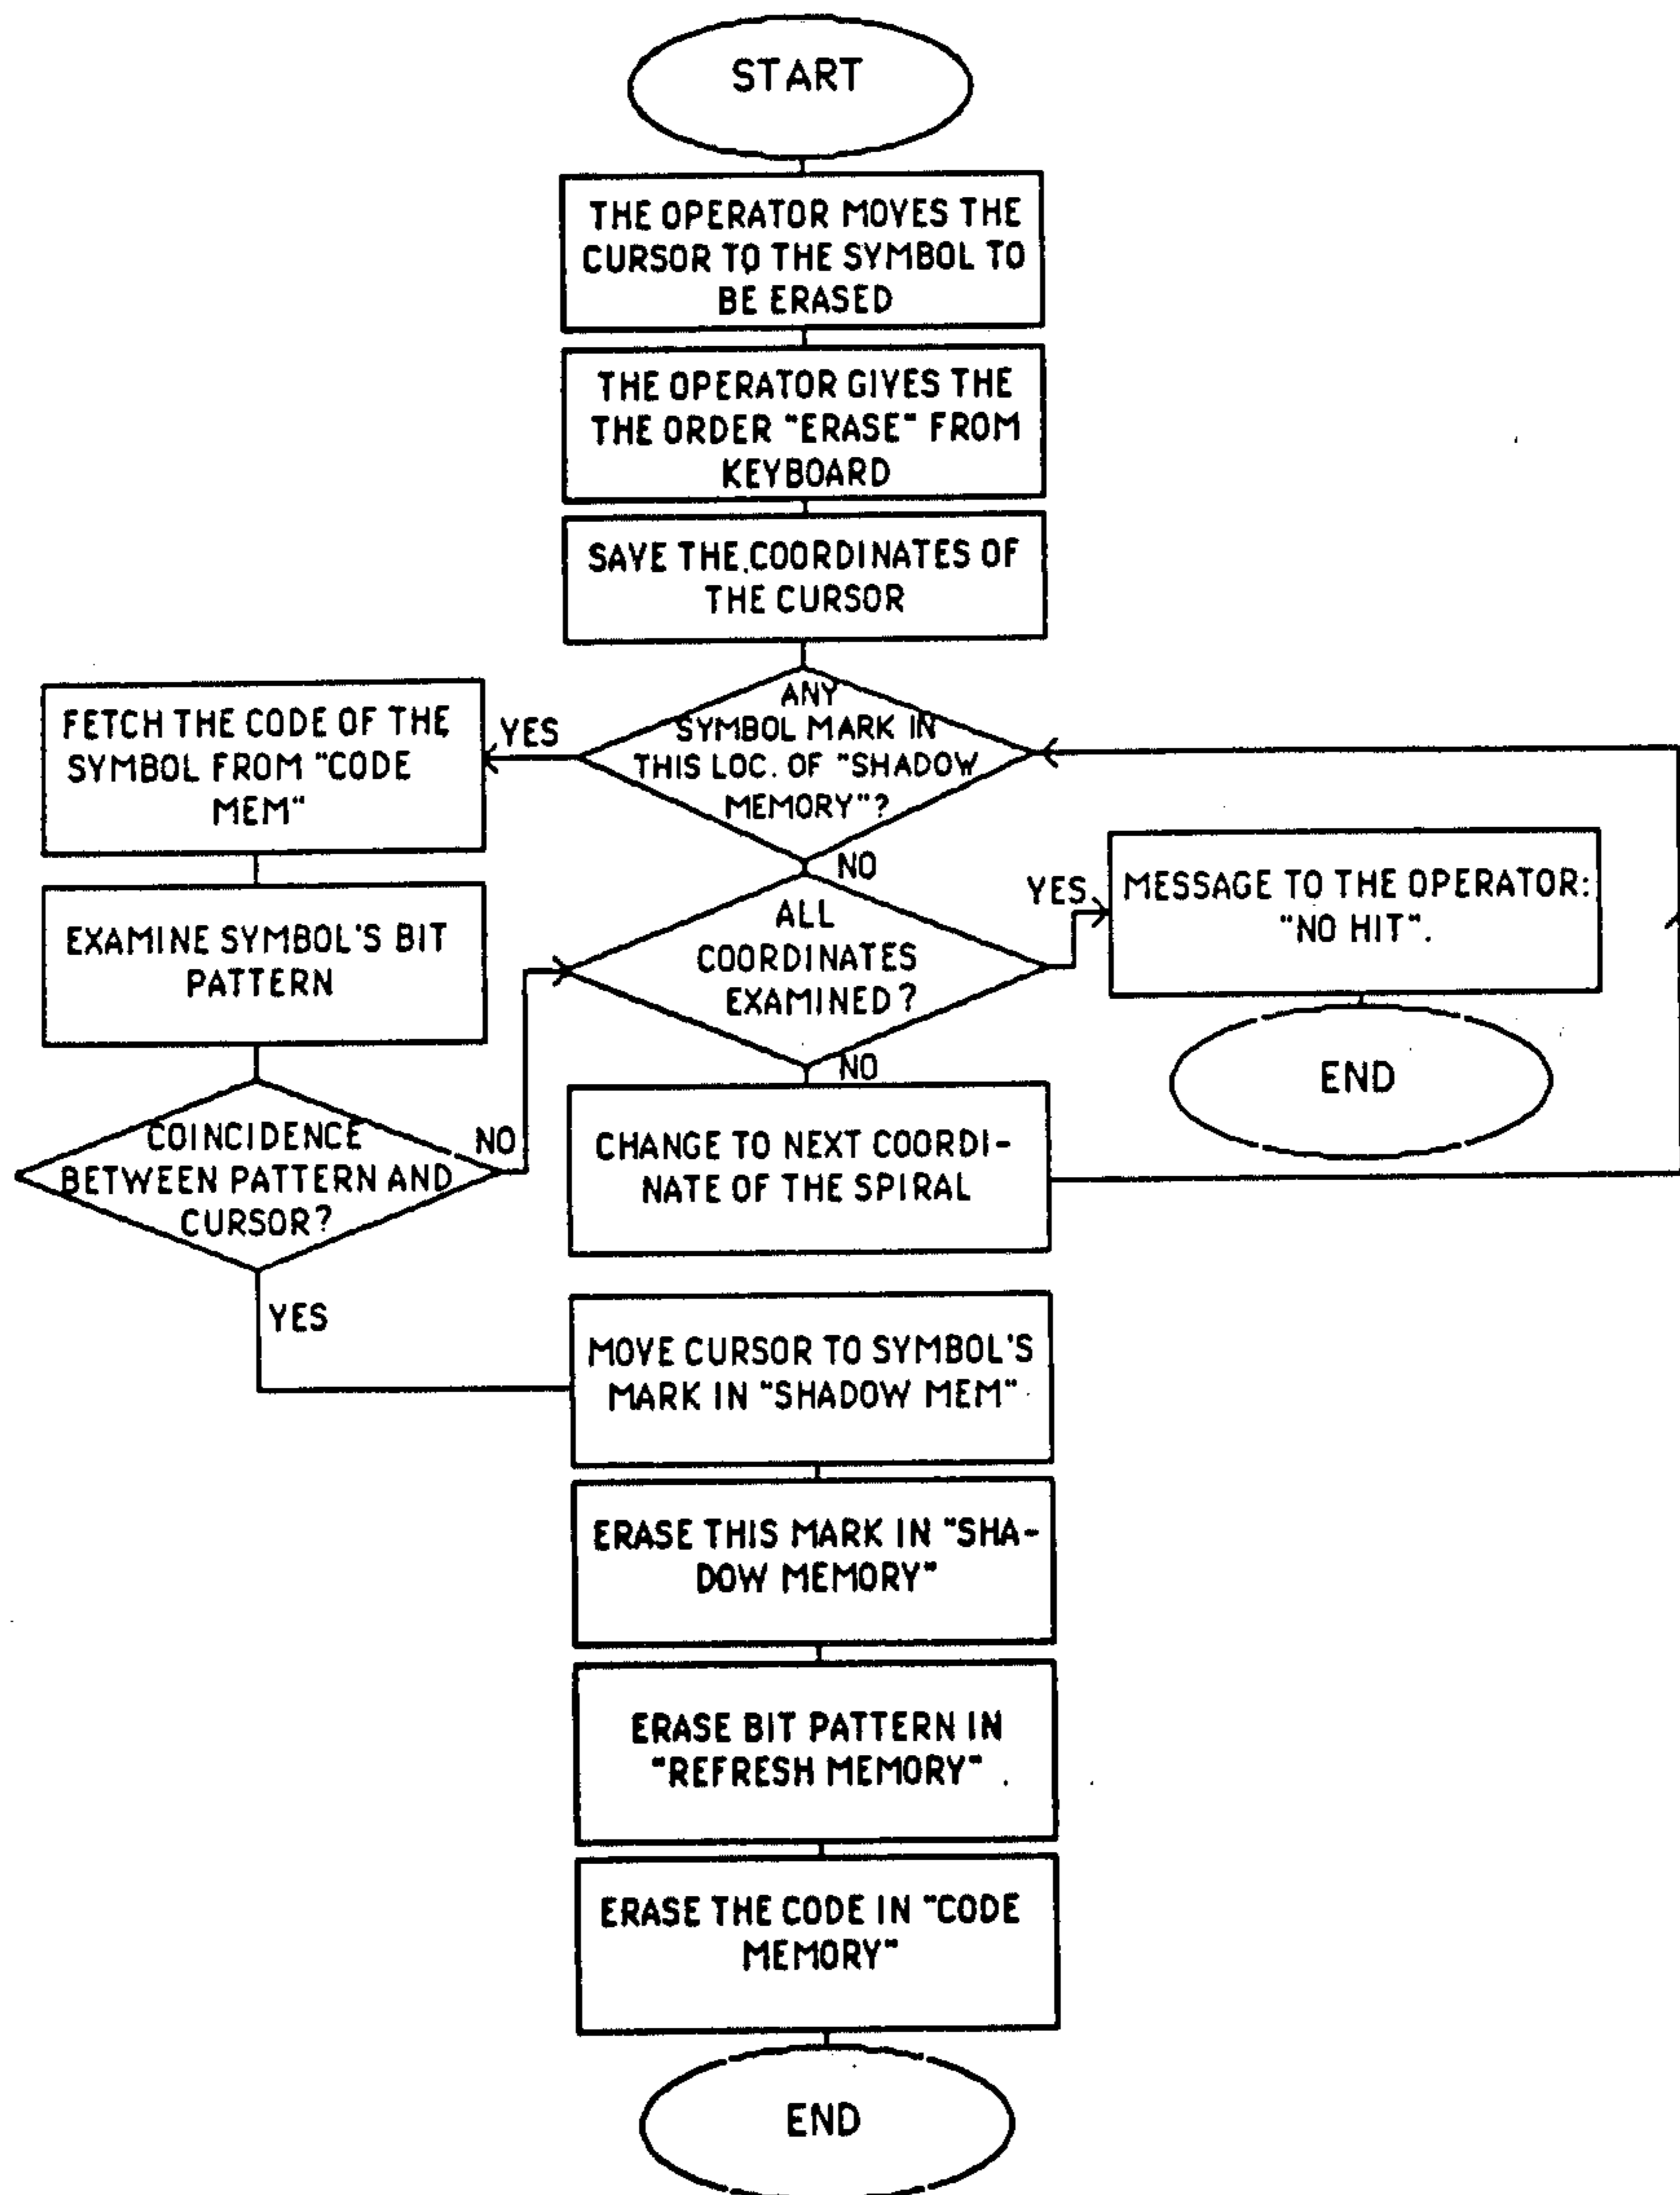 START
THE OPERATOR MOVES THE
CURSOR TO THE SYMBOL TO
BE ERASED
THE OPERATOR GIVES THE
THE ORDER "ERASE" FROM
KEYBOARD
SAVE THE COORDINATES OF
THE CURSOR
ANY
SYMBOL MARK IN
THIS LOC. OF "SHADOW
MEMORY"?
YES
FETCH THE CODE OF THE
SYMBOL FROM "CODE
MEM"
NO
EXAMINE SYMBOL'S BIT
PATTERN
ALL
COORDINATES
EXAMINED?
YES
MESSAGE TO THE OPERATOR:
"NO HIT".
END
NO
COINCIDENCE
BETWEEN PATTERN AND
CURSOR?
NO
CHANGE TO NEXT COORDI-
NATE OF THE SPIRAL
YES
MOVE CURSOR TO SYMBOL'S
MARK IN "SHADOW MEM"
ERASE THIS MARK IN "SHA-
DOW MEMORY"
ERASE BIT PATTERN IN
"REFRESH MEMORY"
ERASE THE CODE IN "CODE
MEMORY"
END